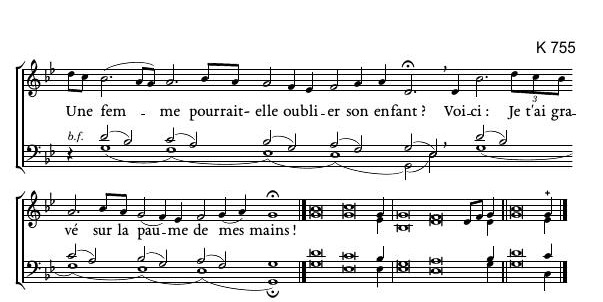 K 755
Une fem - me pourrait-elle oubli-er son enfant ? Voi-ci : Je t'ai gra-
3
b.f.
vé sur la pau-me de mes mains !